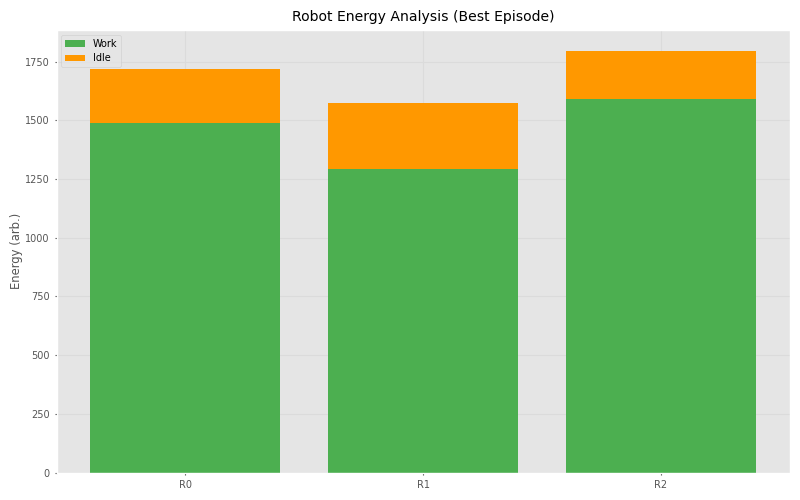 Robot Energy Analysis (Best Episode)
Work
Idle
1750
1500
1250
1000
750
500
250
0
Energy (arb.)
R0
R1
R2